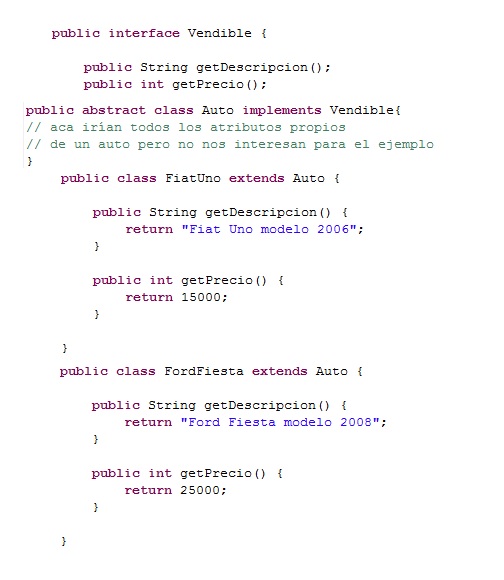 public interface Vendible {
public String getDescripcion();
public int getPrecio();
public abstract class Auto implements Vendible{
// aca irían todos los atributos propios
// de un auto pero no nos interesan para el ejemplo
}
public class FiatUno extends Auto {
public String getDescripcion() {
return "Fiat Uno modelo 2006";
}
public int getPrecio() {
return 15000;
}
}
public class FordFiesta extends Auto {
public String getDescripcion() {
return "Ford Fiesta modelo 2008";
}
public int getPrecio() {
return 25000;
}
}